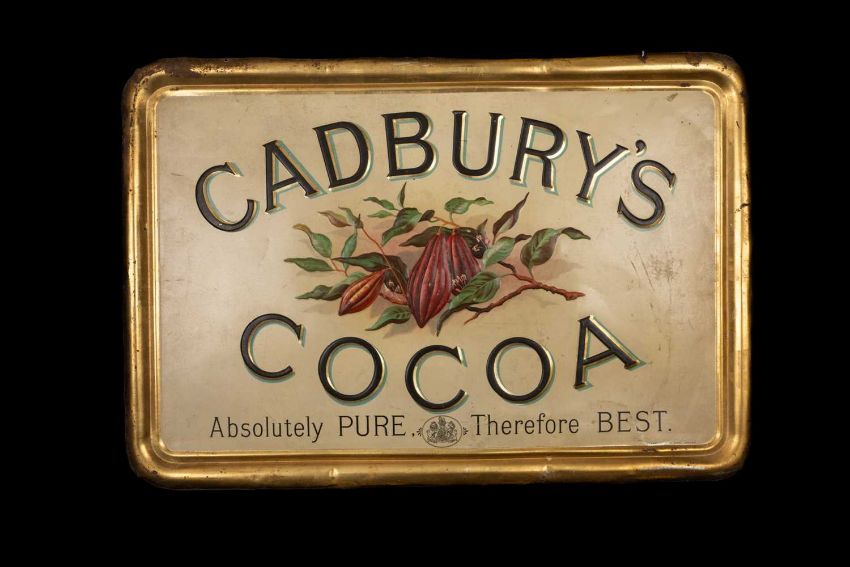 CADBURY'S
COCOA
Absolutely PURE, Therefore BEST.